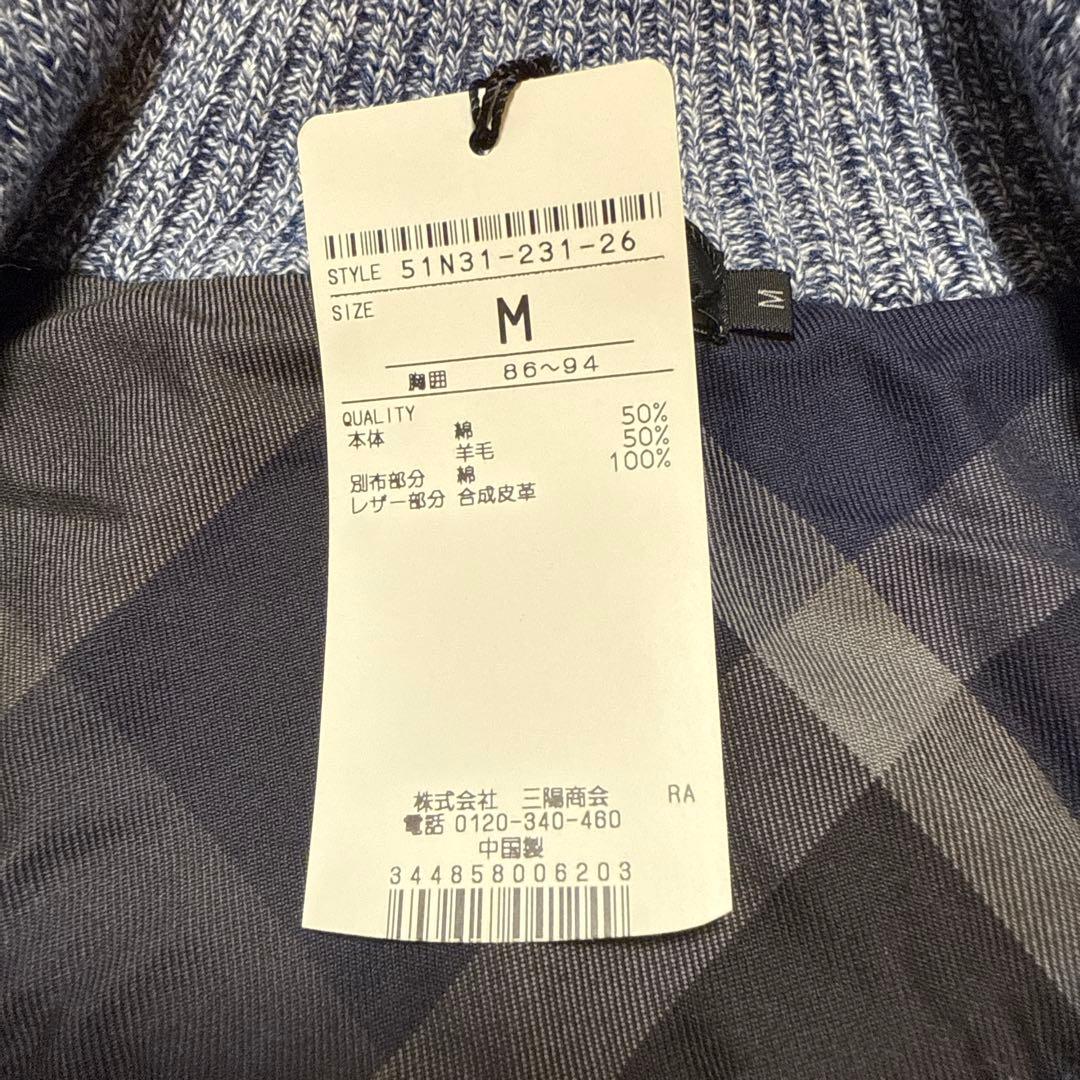 STYLE 51N31-231-26
SIZE M
胸囲 86～94
QUALITY
本体 綿 50%
羊毛 50%
別布部分 綿 100%
レザー部分 合成皮革
株式会社 三陽商会 RA
電話 0120-340-460
中国製
344858006203
M